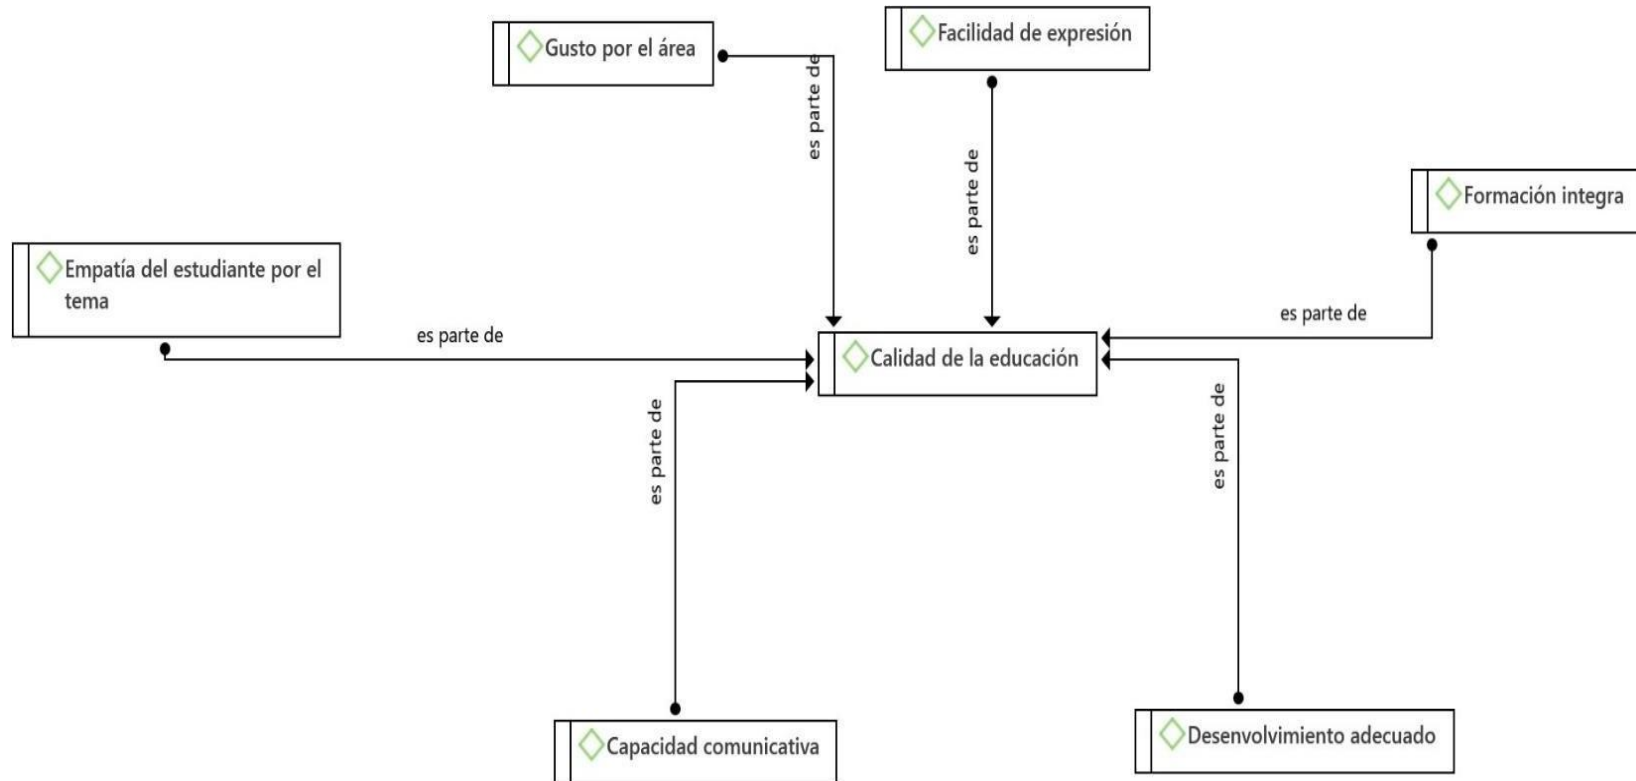 Facilidad de expresión
Gusto por el área
es parte de
es parte de
Formación integra
Empatía del estudiante por el
tema
es parte de
es parte de
Calidad de la educación
es parte de
es parte de
Capacidad comunicativa
Desenvolvimiento adecuado